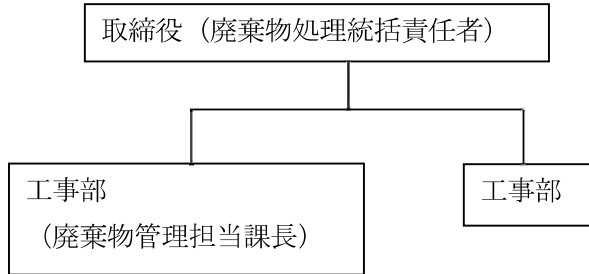 取締役（廃棄物処理統括責任者）
工事部
工事部
（廃棄物管理担当課長）